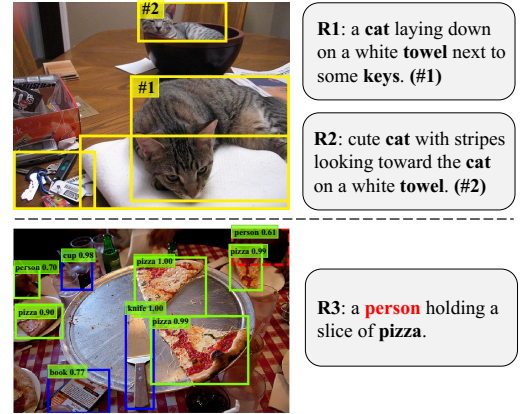 #2
#1
R1: a cat laying down
on a white towel next to
some keys. (#1)
R2: cute cat with stripes
looking toward the cat
on a white towel. (#2)
person 0.61
cup 0.98
pizza 0.99
person 0.70
pizza 1.00
pizza 0.90
knife 1.00
pizza 0.99
book 0.77
R3: a person holding a
slice of pizza.